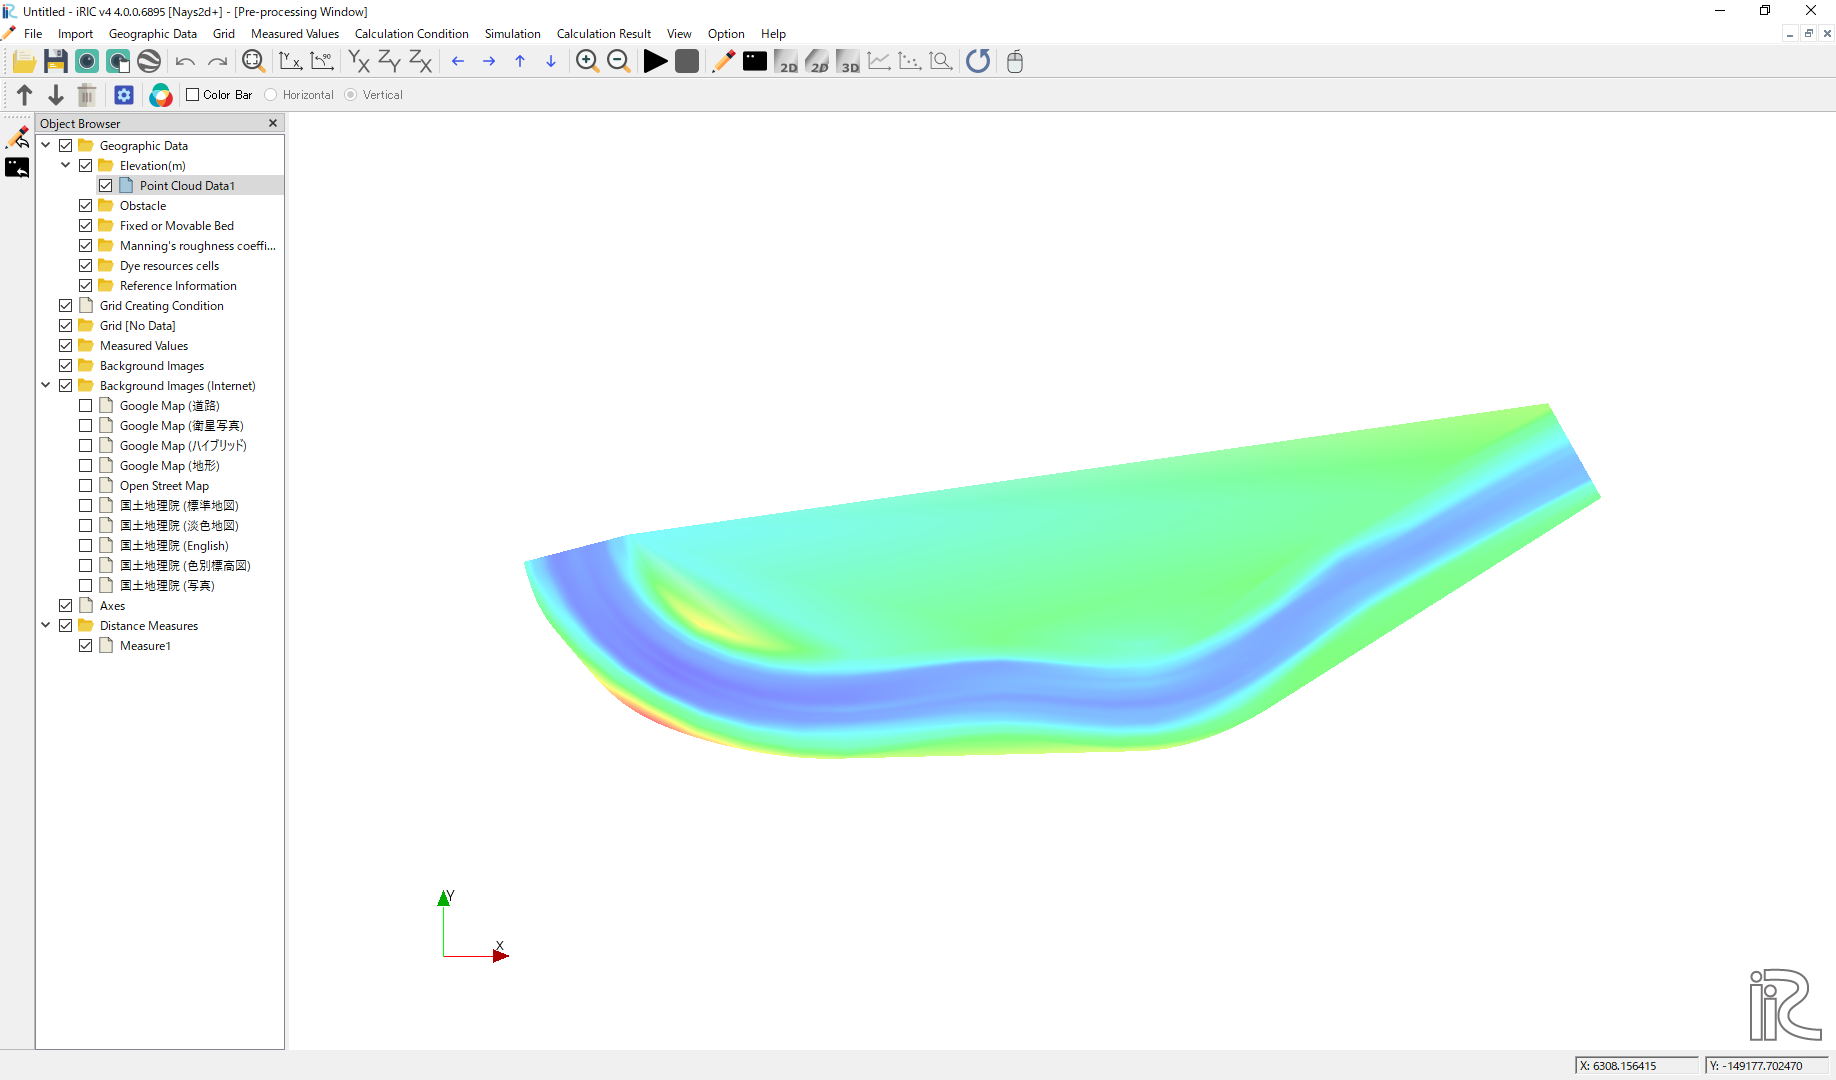 Untitled - iRIC v4 4.0.0.6895 [Nays2d+] - [Pre-processing Window]
File Import Geographic Data Grid Measured Values Calculation Condition Simulation Calculation Result View Option Help
Y X Y X 90 YX ZY ZX 2D 2D 3D
Color Bar Horizontal Vertical
Object Browser
Geographic Data
Elevation(m)
Point Cloud Data1
Obstacle
Fixed or Movable Bed
Manning's roughness coeffi...
Dye resources cells
Reference Information
Grid Creating Condition
Grid [No Data]
Measured Values
Background Images
Background Images (Internet)
Google Map (道路)
Google Map (衛星写真)
Google Map (ハイブリッド)
Google Map (地形)
Open Street Map
国土地理院 (標準地図)
国土地理院 (淡色地図)
国土地理院 (English)
国土地理院 (色別標高図)
国土地理院 (写真)
Axes
Distance Measures
Measure1
Y
X
iRIC
X: 6308.156415 Y: -149177.702470